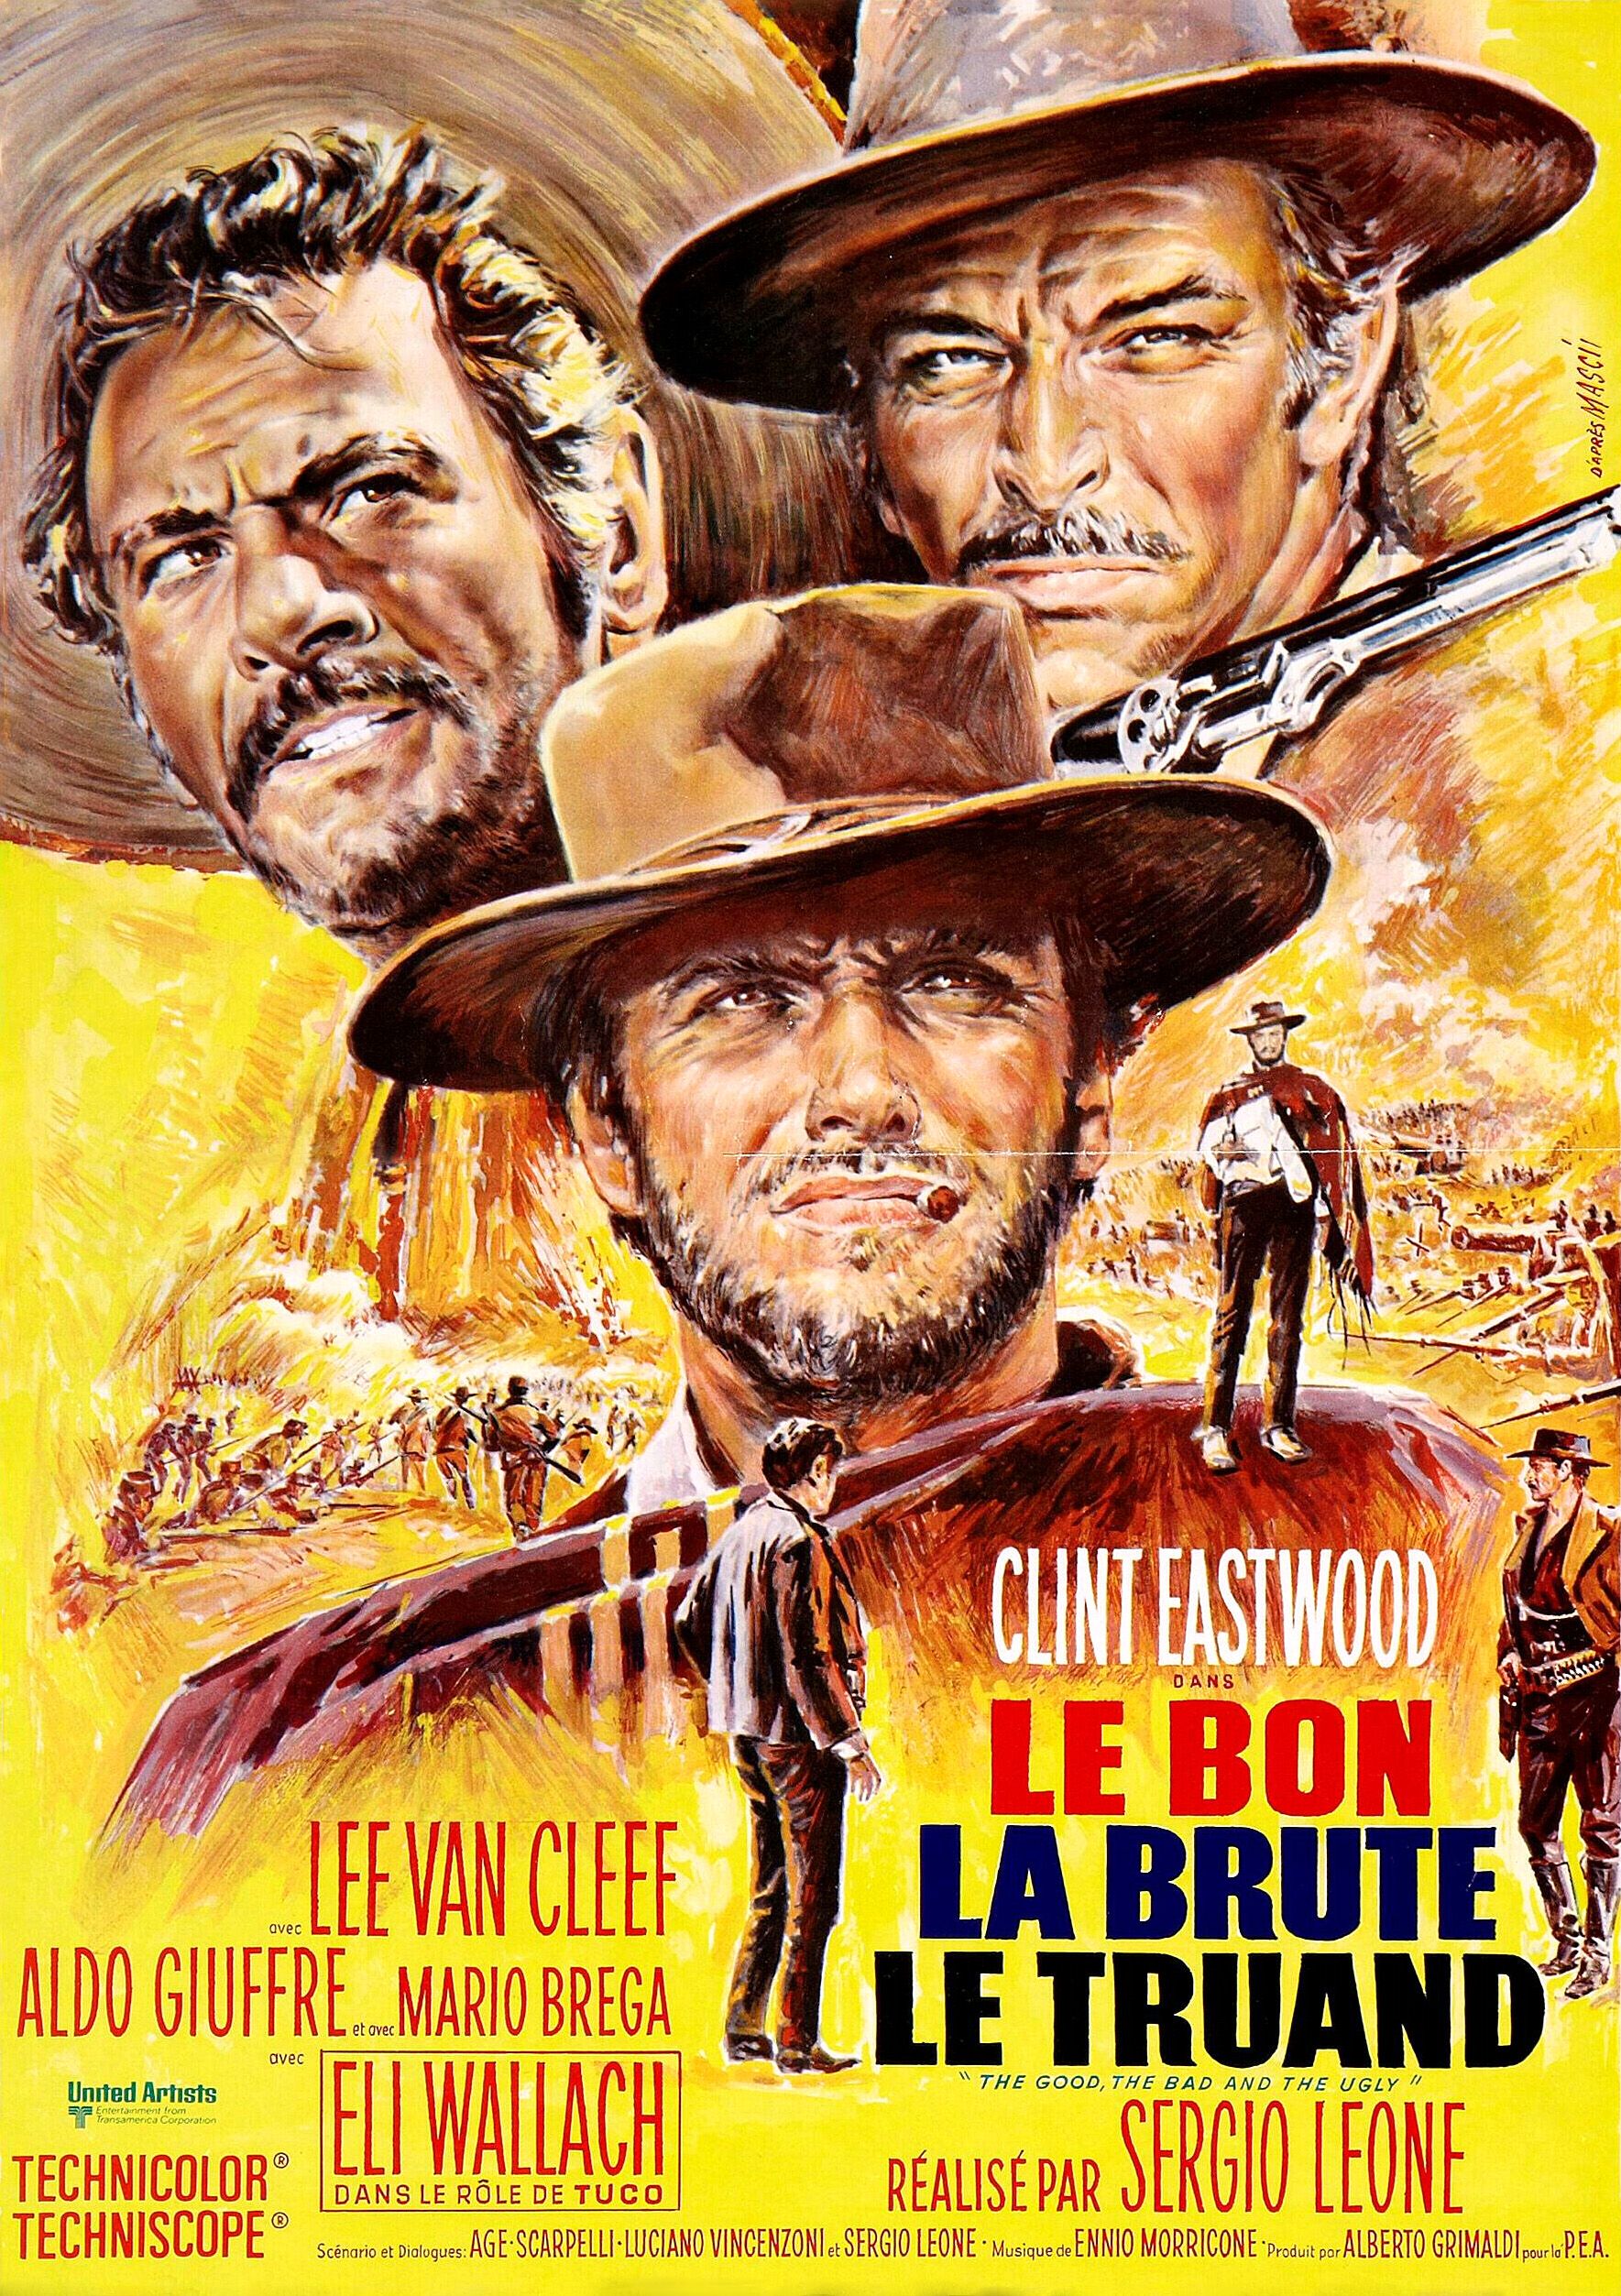 D'APRÈS MASCII
CLINT EASTWOOD
DANS
LE BON
LA BRUTE
LE TRUAND
"THE GOOD, THE BAD AND THE UGLY"
RÉALISÉ PAR SERGIO LEONE
avec LEE VAN CLEEF
ALDO GIUFFRE et avec MARIO BREGA
avec
ELI WALLACH
DANS LE RÔLE DE TUCO
United Artists
Entertainment from
Transamerica Corporation
TECHNICOLOR®
TECHNISCOPE®
Scénario et Dialogues: AGE·SCARPELLI·LUCIANO VINCENZONI et SERGIO LEONE · Musique de ENNIO MORRICONE · Produit par ALBERTO GRIMALDI pour la P.E.A.